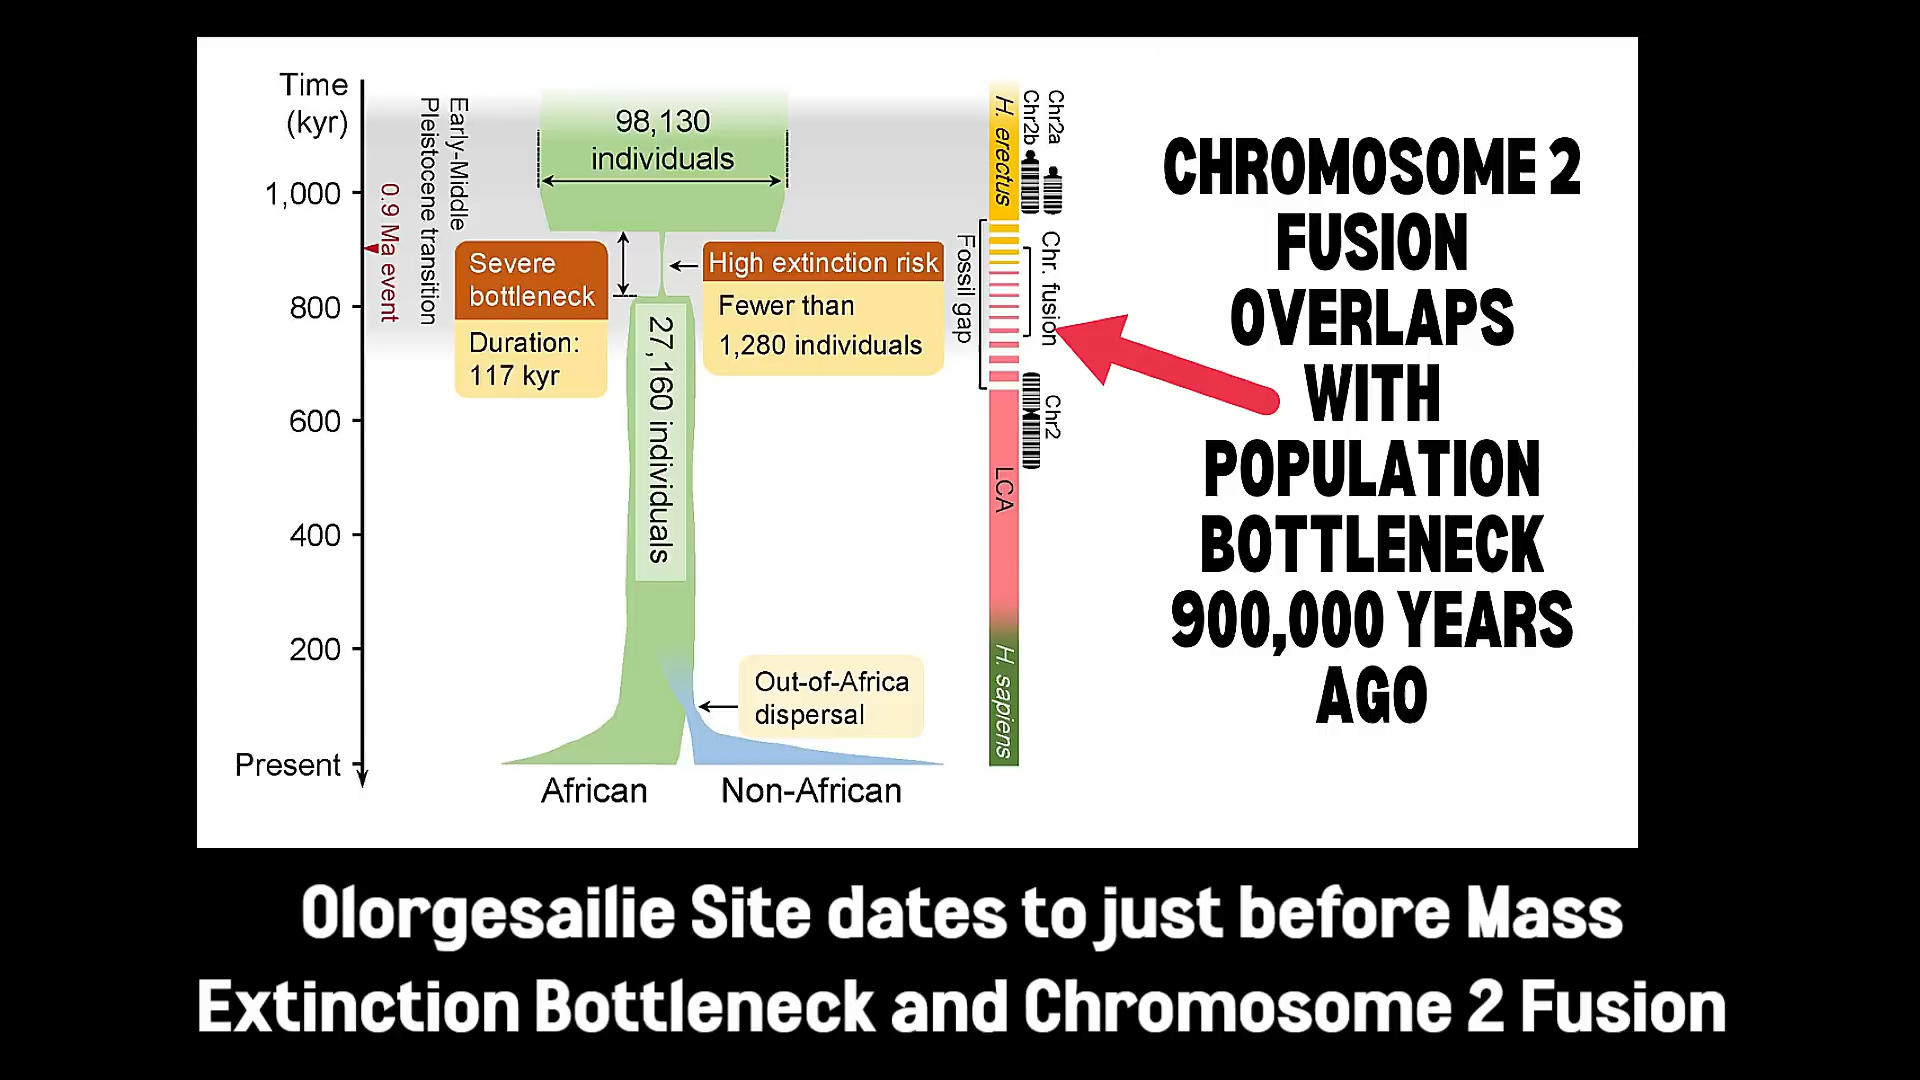 Time
(kyr)
1,000
800
600
400
200
Present
0.9 Ma event
Early-Middle
Pleistocene transition
98,130
individuals
Severe
bottleneck
Duration:
117 kyr
High extinction risk
Fewer than
1,280 individuals
27,160 individuals
Out-of-Africa
dispersal
African
Non-African
Fossil gap
H. erectus
LCA
H. sapiens
Chr2a
Chr2b
Chr. fusion
Chr2
CHROMOSOME 2
FUSION
OVERLAPS
WITH
POPULATION
BOTTLENECK
900,000 YEARS
AGO
Olorgesailie Site dates to just before Mass
Extinction Bottleneck and Chromosome 2 Fusion